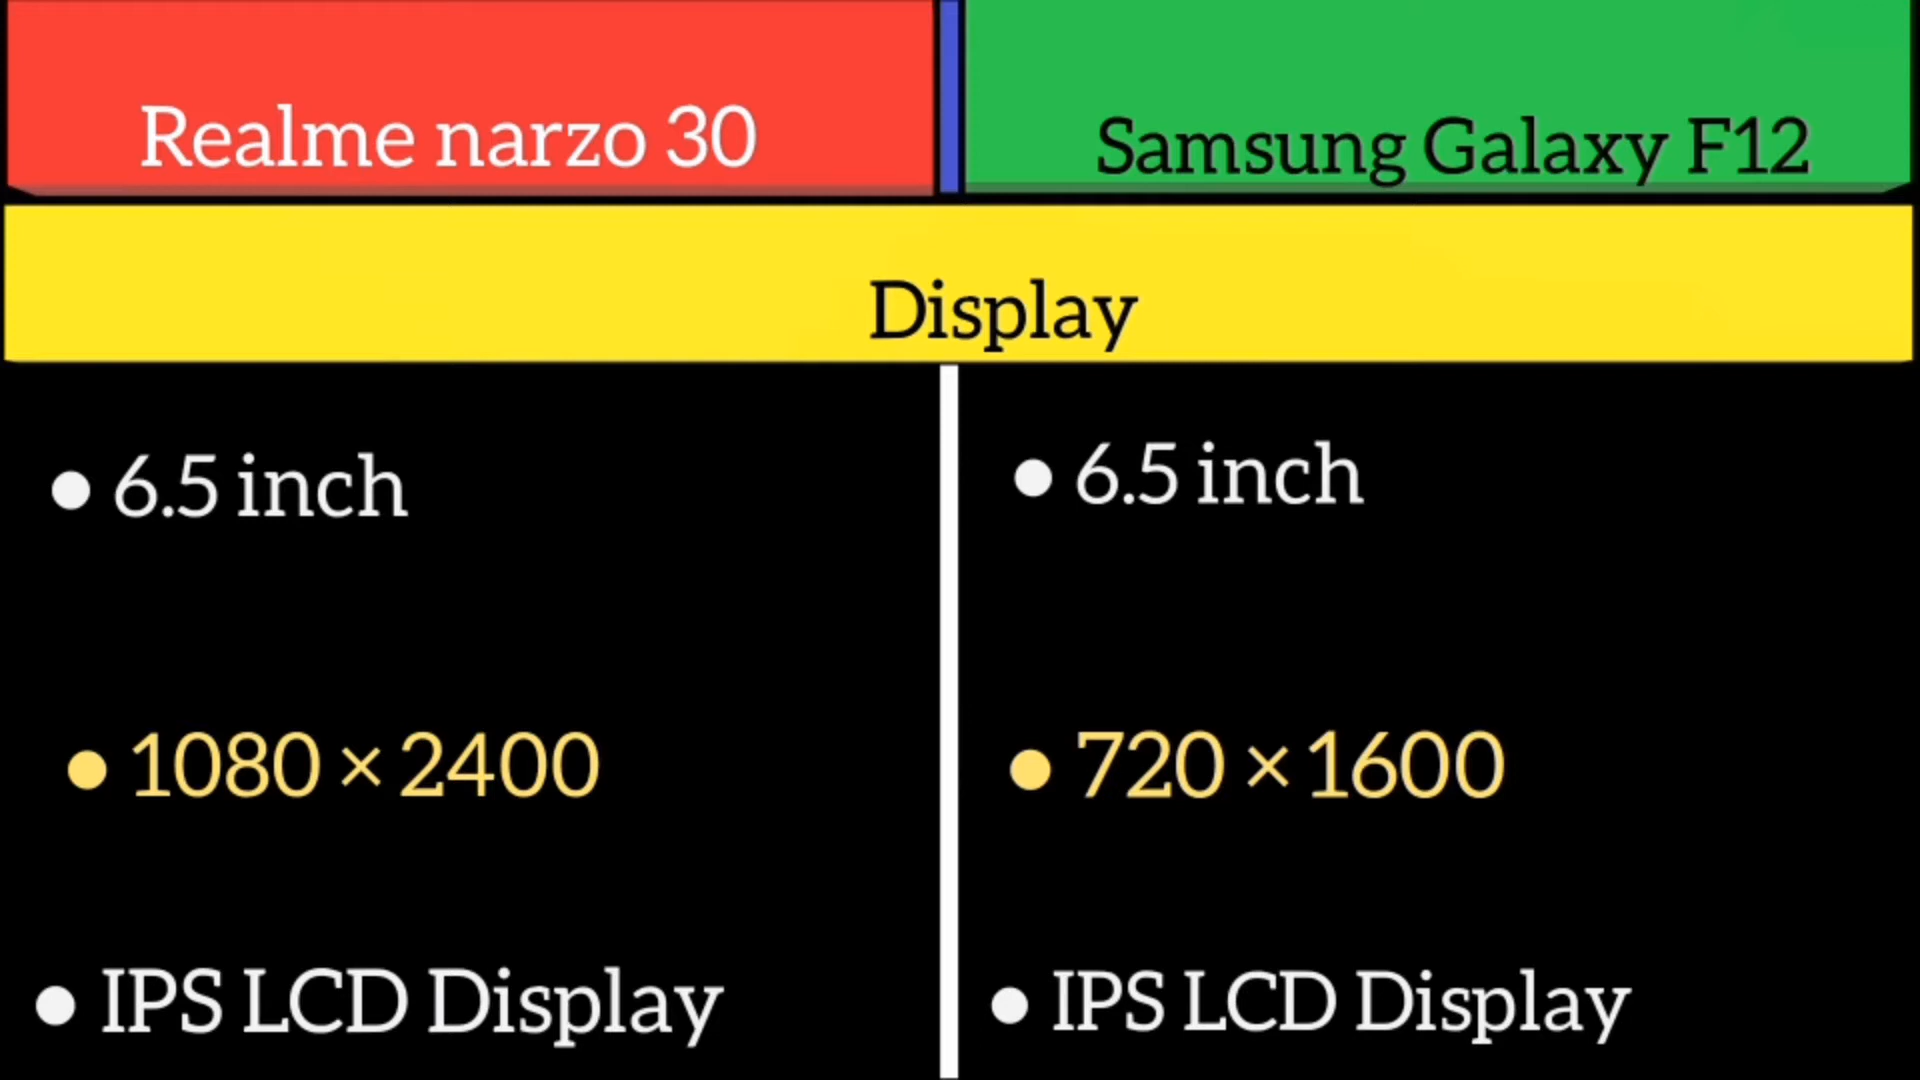 Realme narzo 30
Samsung Galaxy F12
Display
• 6.5 inch
• 6.5 inch
• 1080 × 2400
• 720 × 1600
• IPS LCD Display
• IPS LCD Display